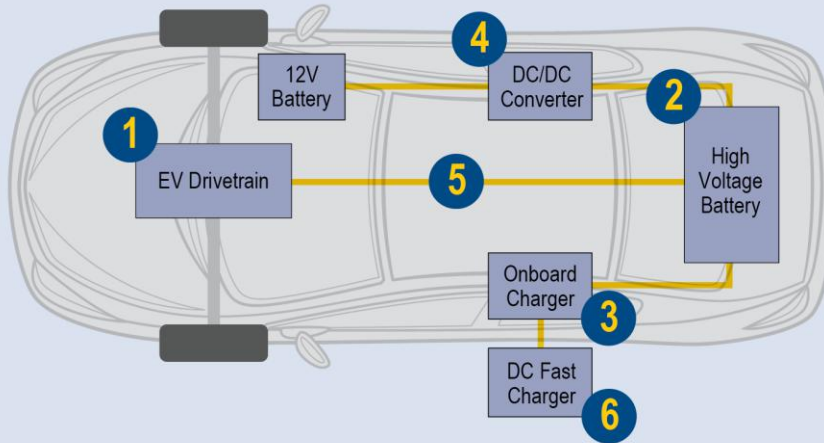 4
12V
Battery
DC/DC
Converter
2
1
EV Drivetrain
5
High
Voltage
Battery
Onboard
Charger
3
DC Fast
Charger
6